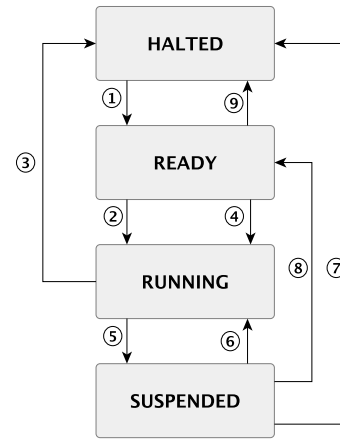 HALTED
① ⑨
READY
③
② ④
⑧ ⑦
RUNNING
⑤ ⑥
SUSPENDED